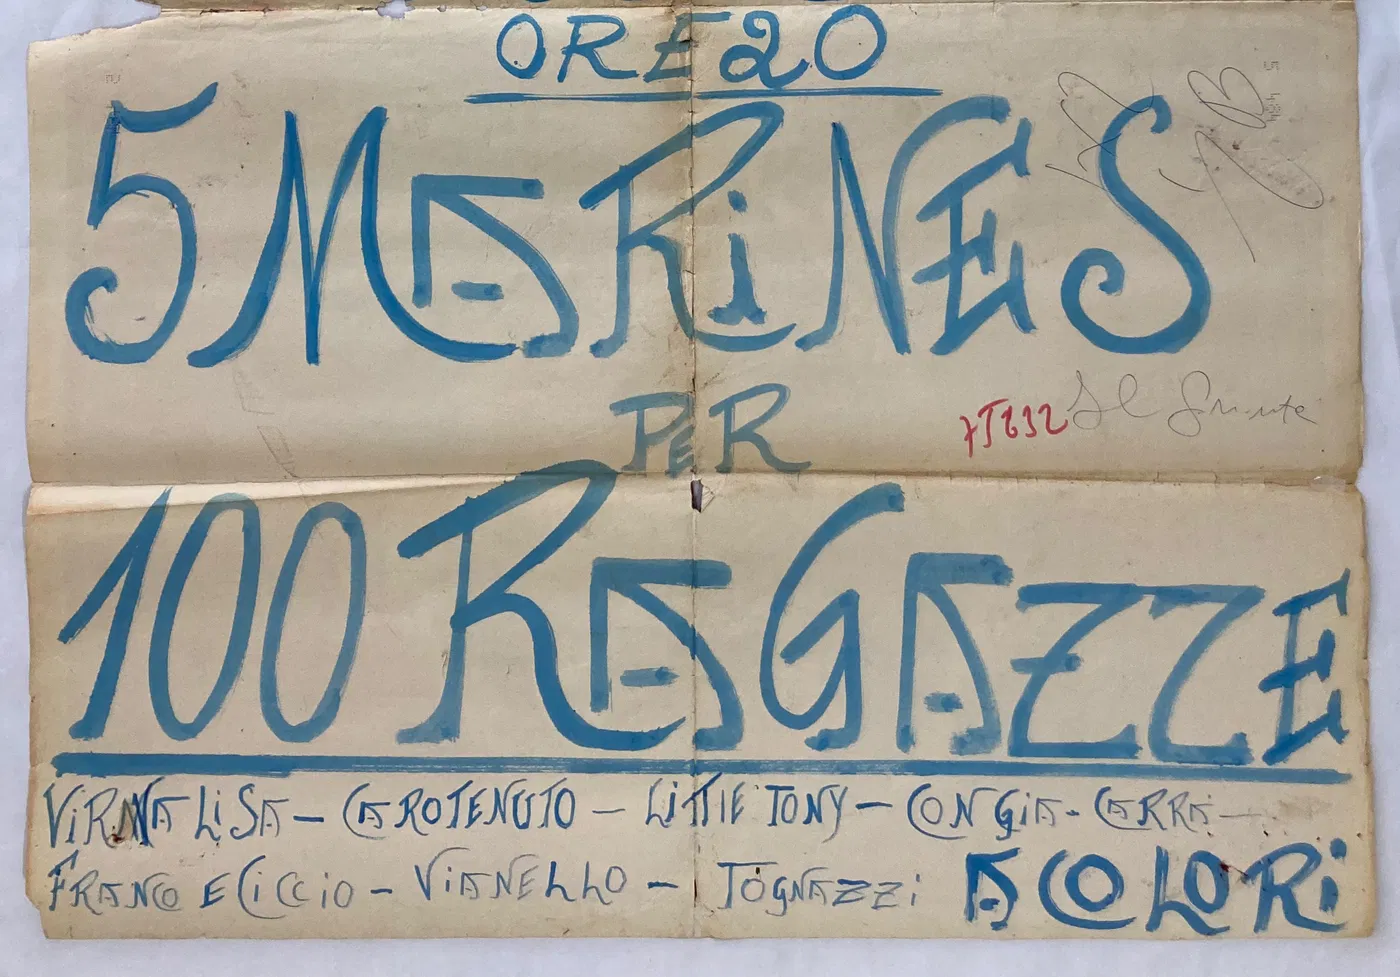 ORE 20
5 MARINES
PER
100 RAGAZZE
VIRNA LISA – CAROTENUTO – LITTLE TONY – CONGIA - CARRA –
FRANCO E CICCIO – VIANELLO – TOGNAZZI A COLORI